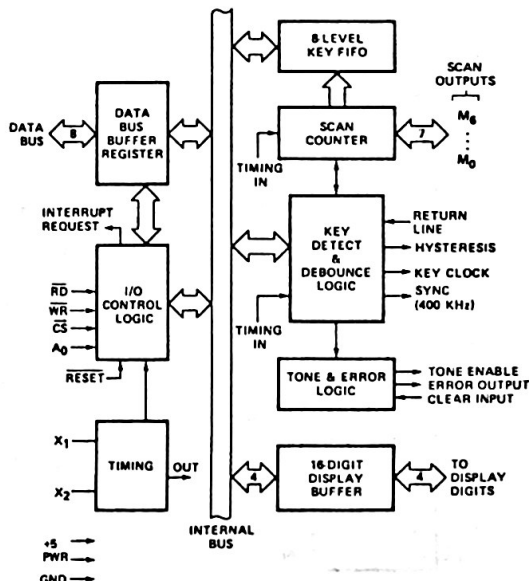 8-LEVEL
KEY FIFO
SCAN
OUTPUTS
DATA
BUS
8
DATA
BUS
BUFFER
REGISTER
SCAN
COUNTER
7
M6
M0
TIMING
IN
INTERRUPT
REQUEST
KEY
DETECT
&
DEBOUNCE
LOGIC
RETURN
LINE
HYSTERESIS
KEY CLOCK
SYNC
(400 KHz)
TIMING
IN
RD
WR
CS
A0
RESET
I/O
CONTROL
LOGIC
TONE & ERROR
LOGIC
TONE ENABLE
ERROR OUTPUT
CLEAR INPUT
X1
X2
TIMING
OUT
4
16-DIGIT
DISPLAY
BUFFER
4
TO
DISPLAY
DIGITS
INTERNAL
BUS
+5
PWR
GND